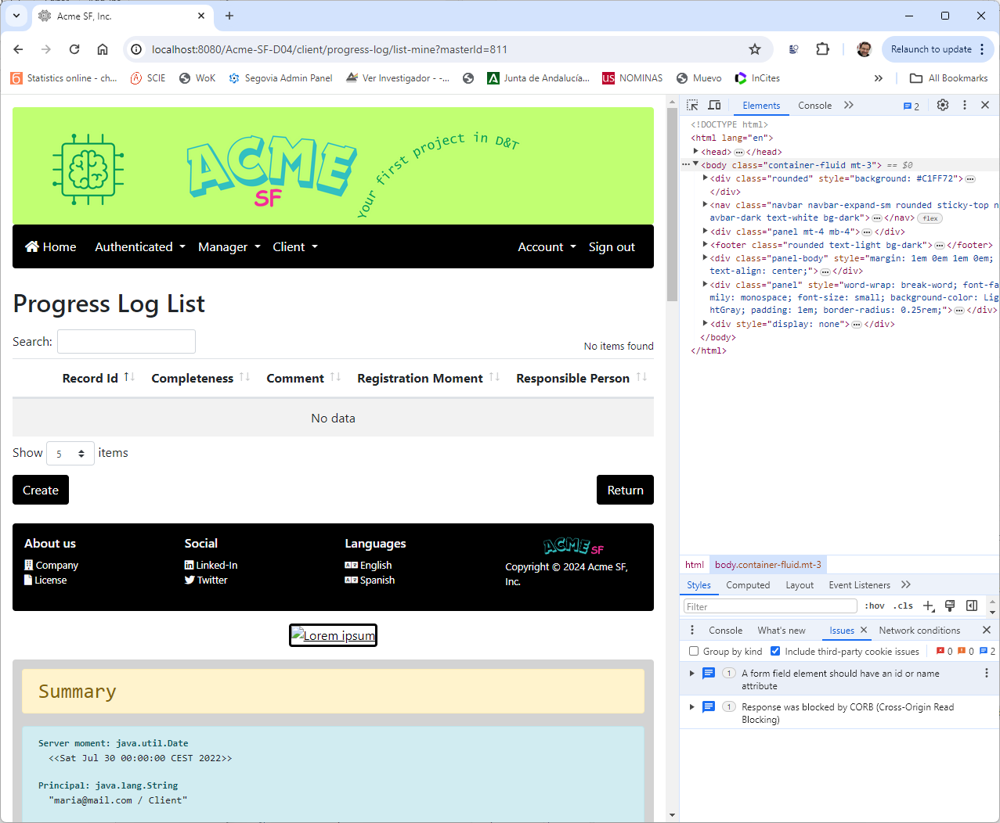 Acme SF, Inc.
localhost:8080/Acme-SF-D04/client/progress-log/list-mine?masterId=811
Relaunch to update
Statistics online - ch...
SCIE
WoK
Segovia Admin Panel
Ver Investigador - -...
Junta de Andalucía...
NOMINAS
Muevo
InCites
All Bookmarks
ACME
SF
Your first project in D&T
Home
Authenticated
Manager
Client
Account
Sign out
Progress Log List
Search:
No items found
Record Id
Completeness
Comment
Registration Moment
Responsible Person
No data
Show 5 items
Create
Return
About us
Company
License
Social
Linked-In
Twitter
Languages
English
Spanish
ACME SF
Copyright © 2024 Acme SF,
Inc.
Lorem ipsum
Summary
Server moment: java.util.Date
<<Sat Jul 30 00:00:00 CEST 2022>>
Principal: java.lang.String
"maria@mail.com / Client"
Elements
Console
2
<!DOCTYPE html>
<html lang="en">
<head>…</head>
<body class="container-fluid mt-3"> == $0
<div class="rounded" style="background: #C1FF72">…
</div>
<nav class="navbar navbar-expand-sm rounded sticky-top n
avbar-dark text-white bg-dark">…</nav> flex
<div class="panel mt-4 mb-4">…</div>
<footer class="rounded text-light bg-dark">…</footer>
<div class="panel-body" style="margin: 1em 0em 1em 0em;
text-align: center;">…</div>
<div class="panel" style="word-wrap: break-word; font-fa
mily: monospace; font-size: small; background-color: Lig
htGray; padding: 1em; border-radius: 0.25rem;">…</div>
<div style="display: none">…</div>
</body>
</html>
html
body.container-fluid.mt-3
Styles
Computed
Layout
Event Listeners
Filter
:hov
.cls
Console
What's new
Issues
Network conditions
Group by kind
Include third-party cookie issues
0
0
2
1
A form field element should have an id or name
attribute
1
Response was blocked by CORB (Cross-Origin Read
Blocking)